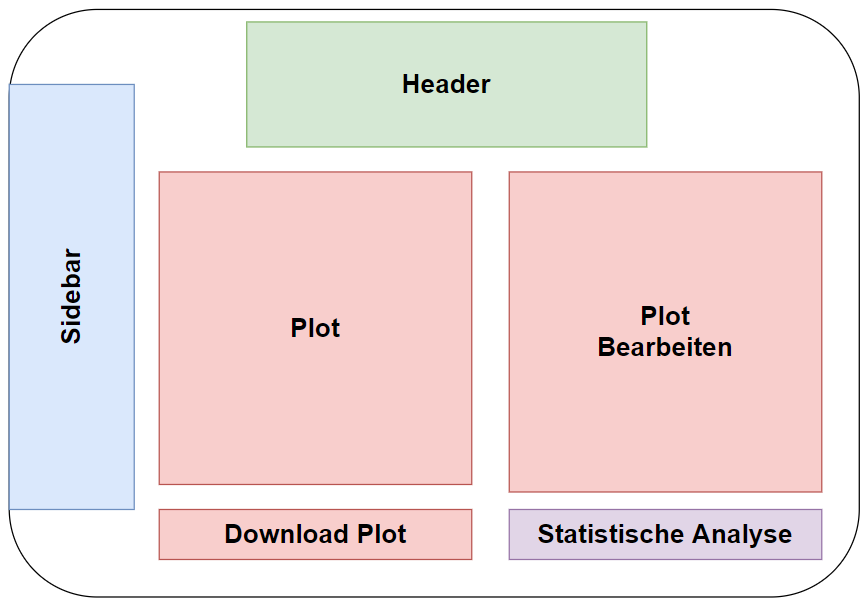 Header
Sidebar
Plot
Plot
Bearbeiten
Download Plot
Statistische Analyse